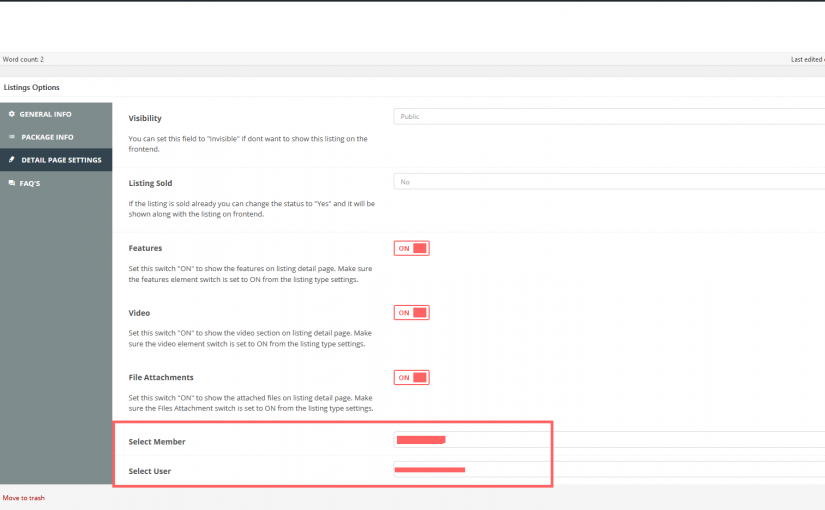 Word count: 2
Last edited
Listings Options
GENERAL INFO
PACKAGE INFO
DETAIL PAGE SETTINGS
FAQ'S
Visibility
Public
You can set this field to "Invisible" if dont want to show this listing on the
frontend.
Listing Sold
No
If the listing is sold already you can change the status to "Yes" and it will be
shown along with the listing on frontend.
Features
ON
Set this switch "ON" to show the features on listing detail page. Make sure
the features element switch is set to ON from the listing type settings.
Video
ON
Set this switch "ON" to show the video section on listing detail page. Make
sure the video element switch is set to ON from the listing type settings.
File Attachments
ON
Set this switch "ON" to show the attached files on listing detail page. Make
sure the Files Attachment switch is set to ON from the listing type settings.
Select Member
Select User
Move to trash